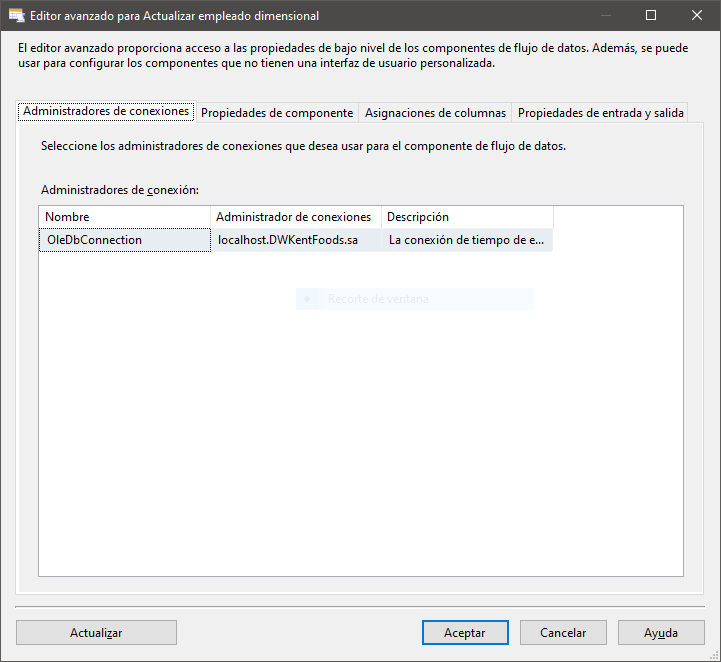 Editor avanzado para Actualizar empleado dimensional
El editor avanzado proporciona acceso a las propiedades de bajo nivel de los componentes de flujo de datos. Además, se puede
usar para configurar los componentes que no tienen una interfaz de usuario personalizada.
Administradores de conexiones Propiedades de componente Asignaciones de columnas Propiedades de entrada y salida
Seleccione los administradores de conexiones que desea usar para el componente de flujo de datos.
Administradores de conexión:
Nombre Administrador de conexiones Descripción
OleDbConnection localhost.DWKentFoods.sa La conexión de tiempo de e...
Recorte de ventana
Actualizar Aceptar Cancelar Ayuda